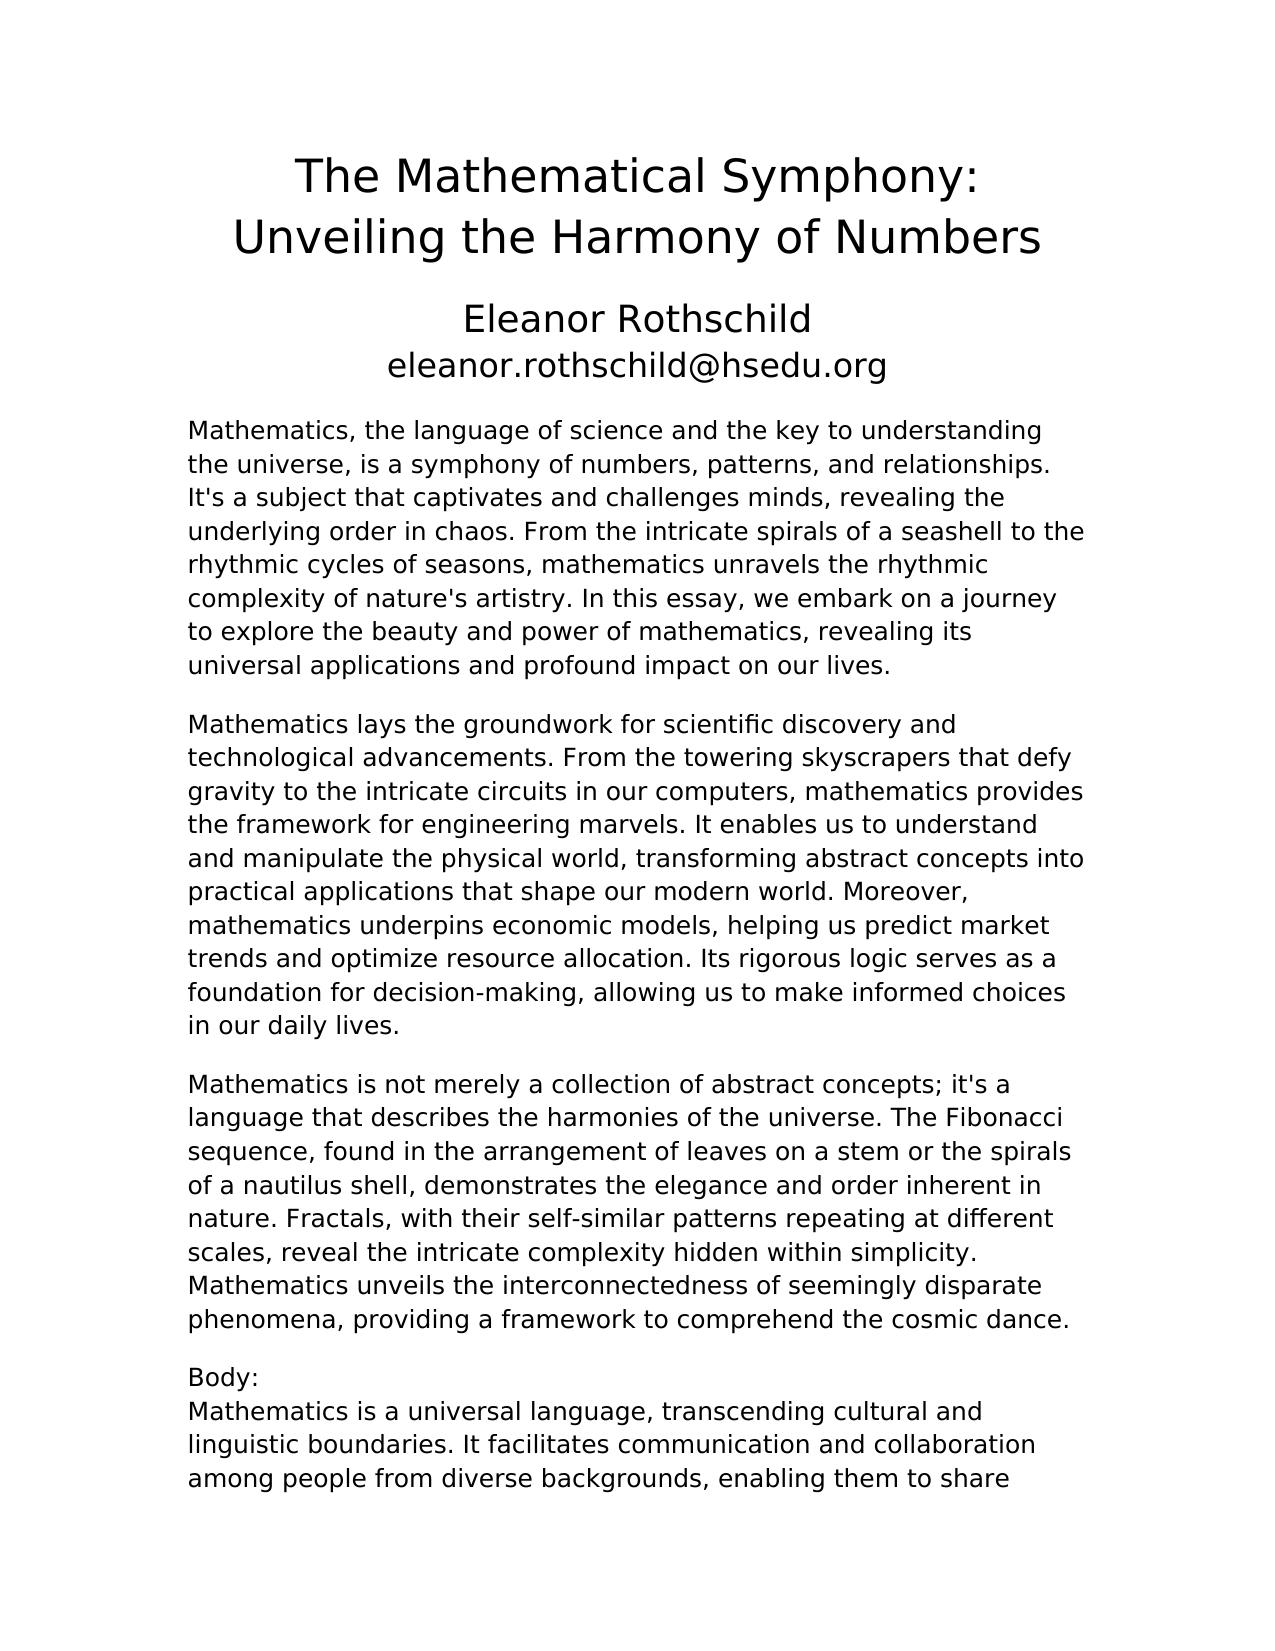 The Mathematical Symphony:
Unveiling the Harmony of Numbers
Eleanor Rothschild
eleanor.rothschild@hsedu.org
Mathematics, the language of science and the key to understanding
the universe, is a symphony of numbers, patterns, and relationships.
It's a subject that captivates and challenges minds, revealing the
underlying order in chaos. From the intricate spirals of a seashell to the
rhythmic cycles of seasons, mathematics unravels the rhythmic
complexity of nature's artistry. In this essay, we embark on a journey
to explore the beauty and power of mathematics, revealing its
universal applications and profound impact on our lives.
Mathematics lays the groundwork for scientific discovery and
technological advancements. From the towering skyscrapers that defy
gravity to the intricate circuits in our computers, mathematics provides
the framework for engineering marvels. It enables us to understand
and manipulate the physical world, transforming abstract concepts into
practical applications that shape our modern world. Moreover,
mathematics underpins economic models, helping us predict market
trends and optimize resource allocation. Its rigorous logic serves as a
foundation for decision-making, allowing us to make informed choices
in our daily lives.
Mathematics is not merely a collection of abstract concepts; it's a
language that describes the harmonies of the universe. The Fibonacci
sequence, found in the arrangement of leaves on a stem or the spirals
of a nautilus shell, demonstrates the elegance and order inherent in
nature. Fractals, with their self-similar patterns repeating at different
scales, reveal the intricate complexity hidden within simplicity.
Mathematics unveils the interconnectedness of seemingly disparate
phenomena, providing a framework to comprehend the cosmic dance.
Body:
Mathematics is a universal language, transcending cultural and
linguistic boundaries. It facilitates communication and collaboration
among people from diverse backgrounds, enabling them to share